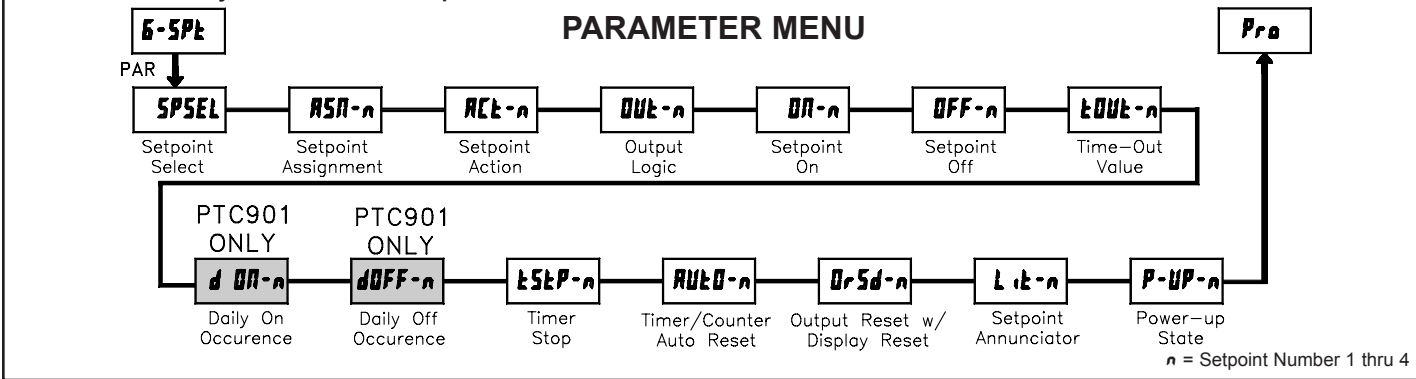 PARAMETER MENU
6-SPt
Pro
PAR
SPSEL
ASN-n
ACt-n
OUt-n
ON-n
OFF-n
tOUt-n
Setpoint Select
Setpoint Assignment
Setpoint Action
Output Logic
Setpoint On
Setpoint Off
Time-Out Value
PTC901 ONLY
PTC901 ONLY
d ON-n
dOFF-n
tStP-n
AUtO-n
OrSd-n
Lit-n
P-UP-n
Daily On Occurence
Daily Off Occurence
Timer Stop
Timer/Counter Auto Reset
Output Reset w/ Display Reset
Setpoint Annunciator
Power-up State
n = Setpoint Number 1 thru 4